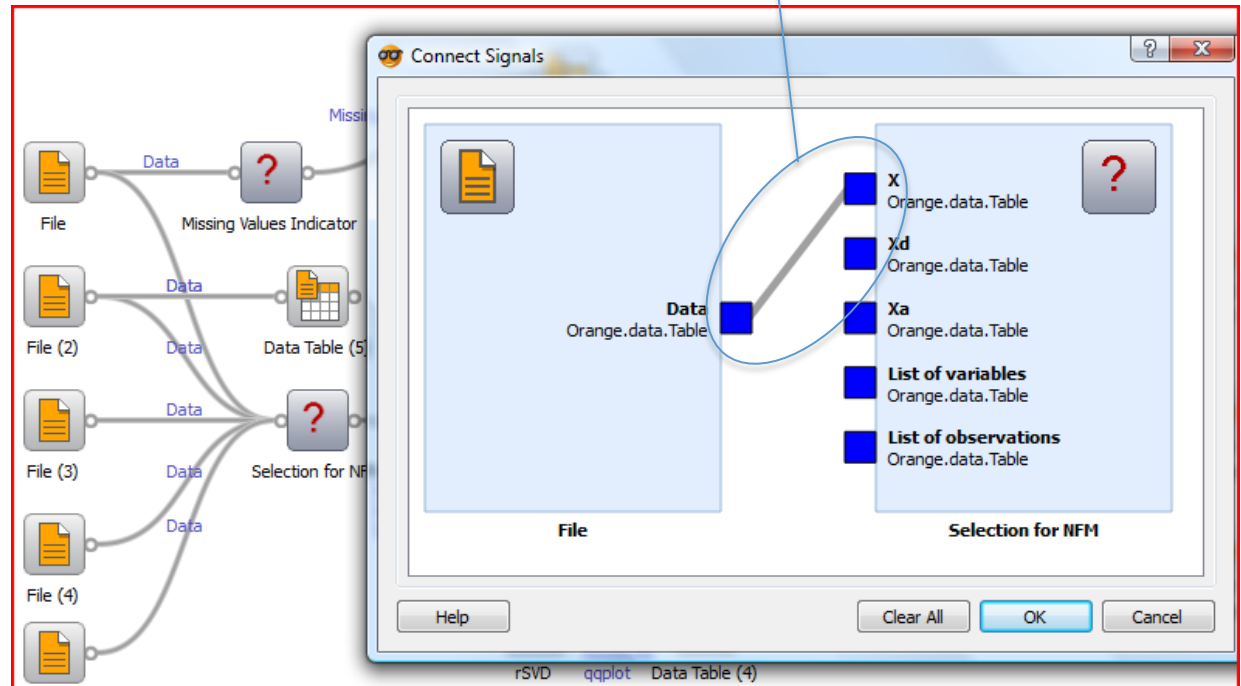 Connect Signals
Missi
Data
File
Missing Values Indicator
Data
File (2)
Data
Data Table (5)
Data
File (3)
Data
Selection for NF
Data
File (4)
X
Orange.data.Table
Xd
Orange.data.Table
Data
Orange.data.Table
Xa
Orange.data.Table
List of variables
Orange.data.Table
List of observations
Orange.data.Table
File
Selection for NFM
Help
Clear All
OK
Cancel
rSVD
qqplot
Data Table (4)